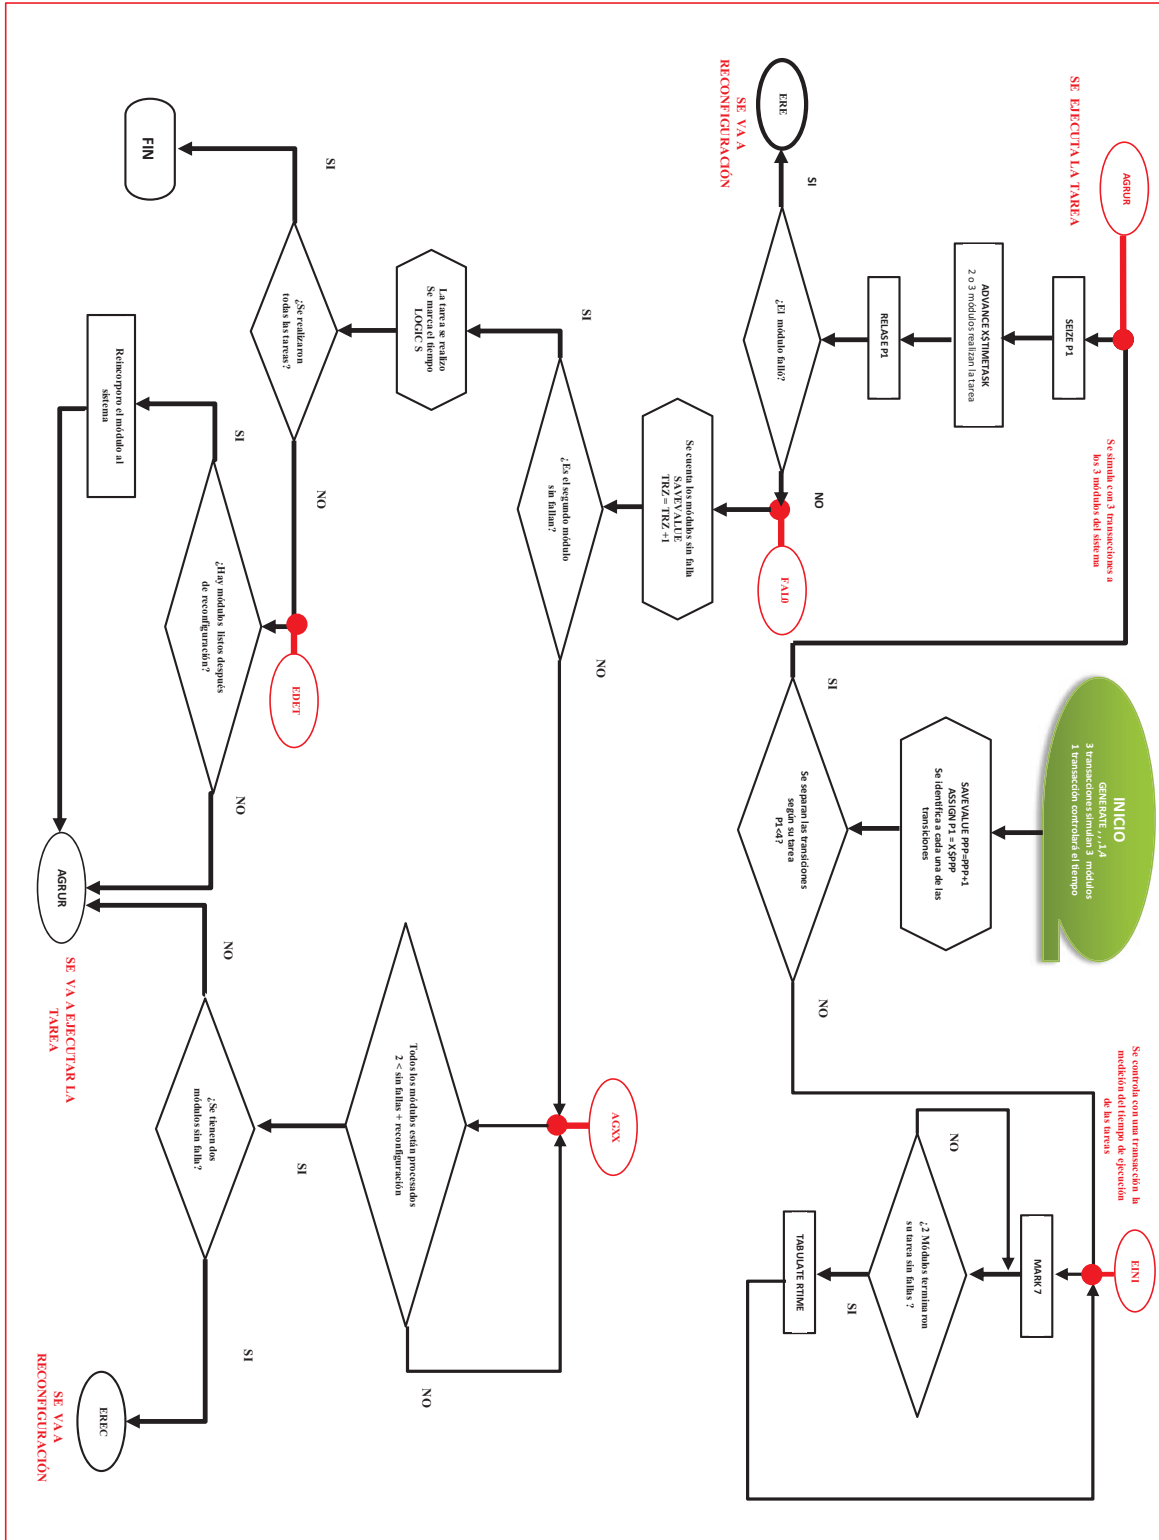 AGRUR
SE EJECUTA LA TAREA
SEIZE P1
ADVANCE X$TIMETASK
2 o 3 módulos realizan la tarea
RELASE P1
¿El módulo falló?
SI
ERE
SE VA A
RECONFIGURACIÓN
NO
FAL0
Se simula con 3 transacciones a
los 3 módulos del sistema
INICIO
GENERATE , , ,1,4
3 transacciones simulan 3 módulos
1 transacción controlará el tiempo
SAVEVALUE PPP=PPP+1
ASSIGN P1 = X$PPP
Se identifica a cada una de las
transiciones
Se separan las transiciones
según su tarea
P1<4?
SI
NO
Se controla con una transacción la
medición del tiempo de ejecución
de las tareas
EINI
MARK 7
¿2 Módulos terminaron
su tarea sin fallas ?
NO
SI
TABULATE RTIME
Se cuenta los módulos sin falla
SAVEVALUE
TRZ = TRZ +1
¿Es el segundo módulo
sin fallan?
SI
NO
La tarea se realizo
Se marca el tiempo
LOGIC S
¿Se realizaron
todas las tareas?
SI
FIN
NO
EDET
¿Hay módulos listos después
de reconfiguración?
SI
Reincorporo el módulo al
sistema
NO
AGRUR
SE VA A EJECUTAR LA
TAREA
AGXX
Todos los módulos están procesados
2 < sin fallas + reconfiguración
NO
SI
¿Se tienen dos
módulos sin falla?
NO
SI
EREC
SE VA A
RECONFIGURACIÓN